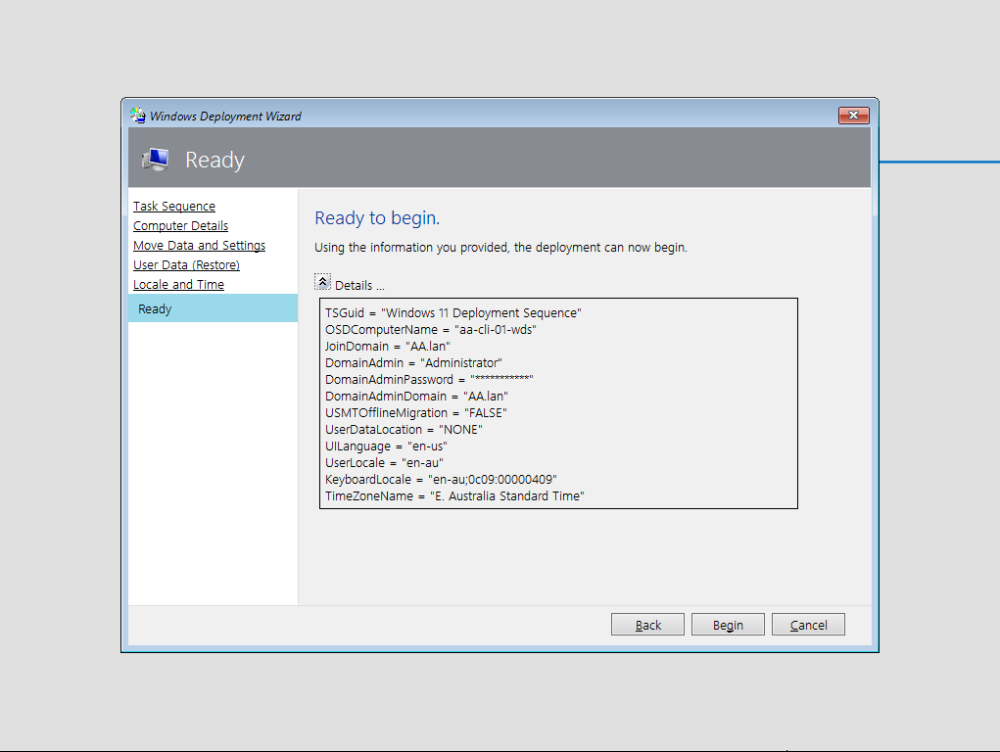 Windows Deployment Wizard
Ready
Task Sequence
Computer Details
Move Data and Settings
User Data (Restore)
Locale and Time
Ready
Ready to begin.
Using the information you provided, the deployment can now begin.
Details ...
TSGuid = "Windows 11 Deployment Sequence"
OSDComputerName = "aa-cli-01-wds"
JoinDomain = "AA.lan"
DomainAdmin = "Administrator"
DomainAdminPassword = "***********"
DomainAdminDomain = "AA.lan"
USMTOfflineMigration = "FALSE"
UserDataLocation = "NONE"
UILanguage = "en-us"
UserLocale = "en-au"
KeyboardLocale = "en-au;0c09:00000409"
TimeZoneName = "E. Australia Standard Time"
Back
Begin
Cancel